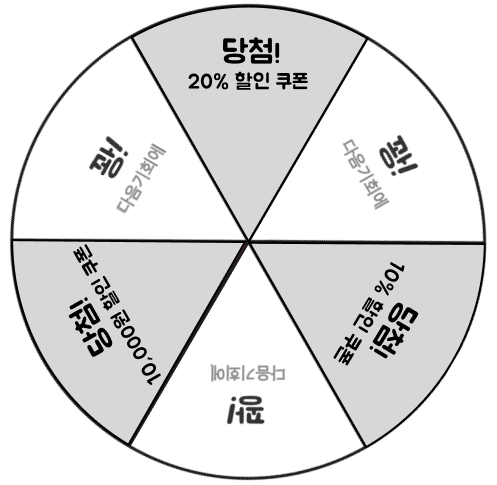 당첨!
20% 할인 쿠폰
꽝!
다음기회에
당첨!
10% 할인 쿠폰
꽝!
다음기회에
당첨!
10,000원 할인 쿠폰
꽝!
다음기회에